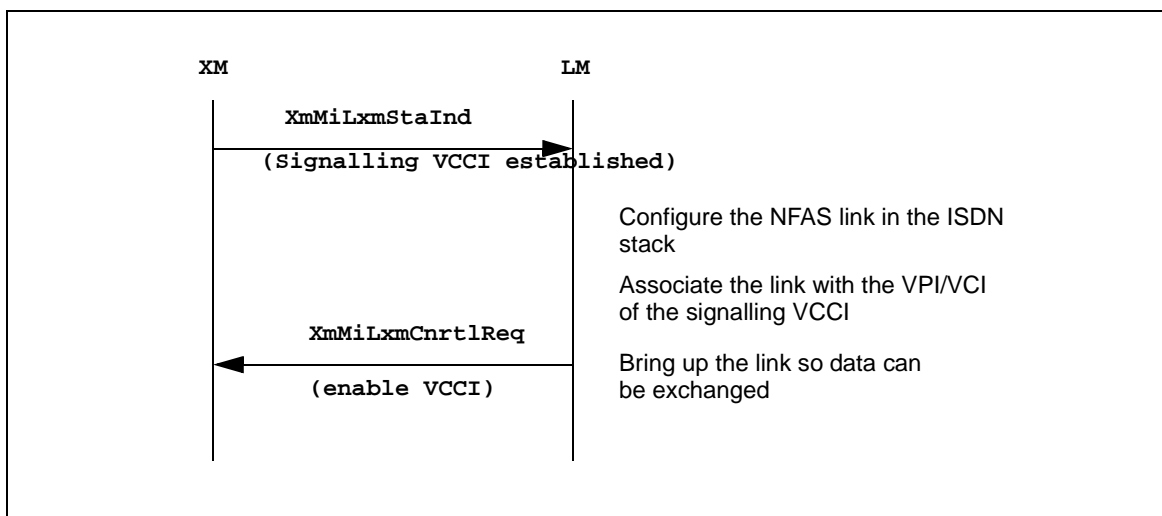 XM LM
XmMiLxmStaInd
(Signalling VCCI established)
Configure the NFAS link in the ISDN
stack
Associate the link with the VPI/VCI
of the signalling VCCI
XmMiLxmCnrtlReq
Bring up the link so data can
be exchanged
(enable VCCI)